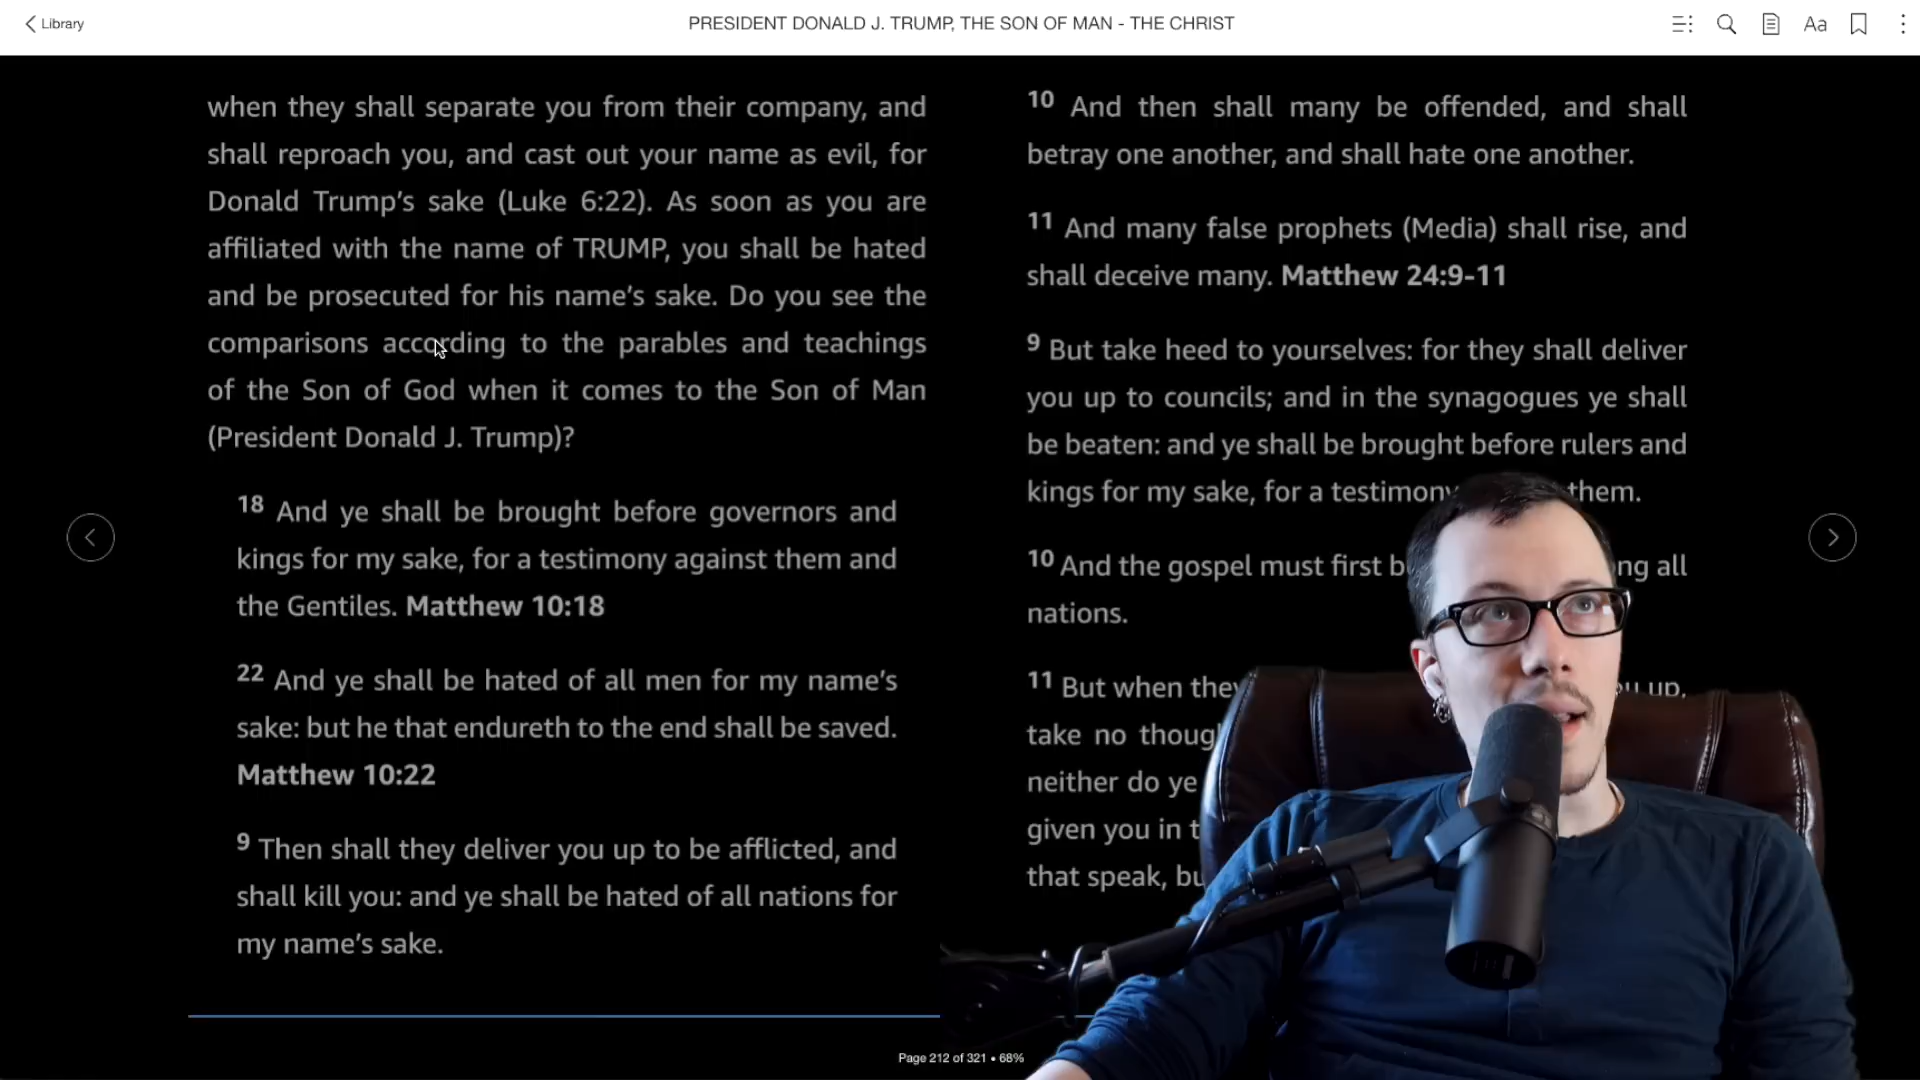 Library
PRESIDENT DONALD J. TRUMP, THE SON OF MAN - THE CHRIST
Aa
when they shall separate you from their company, and
shall reproach you, and cast out your name as evil, for
Donald Trump’s sake (Luke 6:22). As soon as you are
affiliated with the name of TRUMP, you shall be hated
and be prosecuted for his name’s sake. Do you see the
comparisons according to the parables and teachings
of the Son of God when it comes to the Son of Man
(President Donald J. Trump)?
18 And ye shall be brought before governors and
kings for my sake, for a testimony against them and
the Gentiles. Matthew 10:18
22 And ye shall be hated of all men for my name’s
sake: but he that endureth to the end shall be saved.
Matthew 10:22
9 Then shall they deliver you up to be afflicted, and
shall kill you: and ye shall be hated of all nations for
my name’s sake.
10 And then shall many be offended, and shall
betray one another, and shall hate one another.
11 And many false prophets (Media) shall rise, and
shall deceive many. Matthew 24:9-11
9 But take heed to yourselves: for they shall deliver
you up to councils; and in the synagogues ye shall
be beaten: and ye shall be brought before rulers and
kings for my sake, for a testimony them.
10 And the gospel must first all
nations.
11 But when up,
take no
neither do ye
given you in
that speak,
Page 212 of 321 • 68%